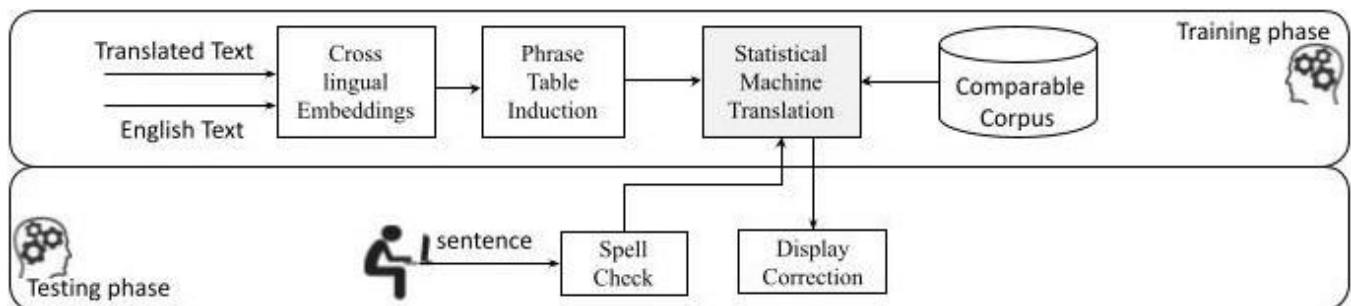 Training phase
Translated Text
English Text
Cross
lingual
Embeddings
Phrase
Table
Induction
Statistical
Machine
Translation
Comparable
Corpus
Testing phase
sentence
Spell
Check
Display
Correction